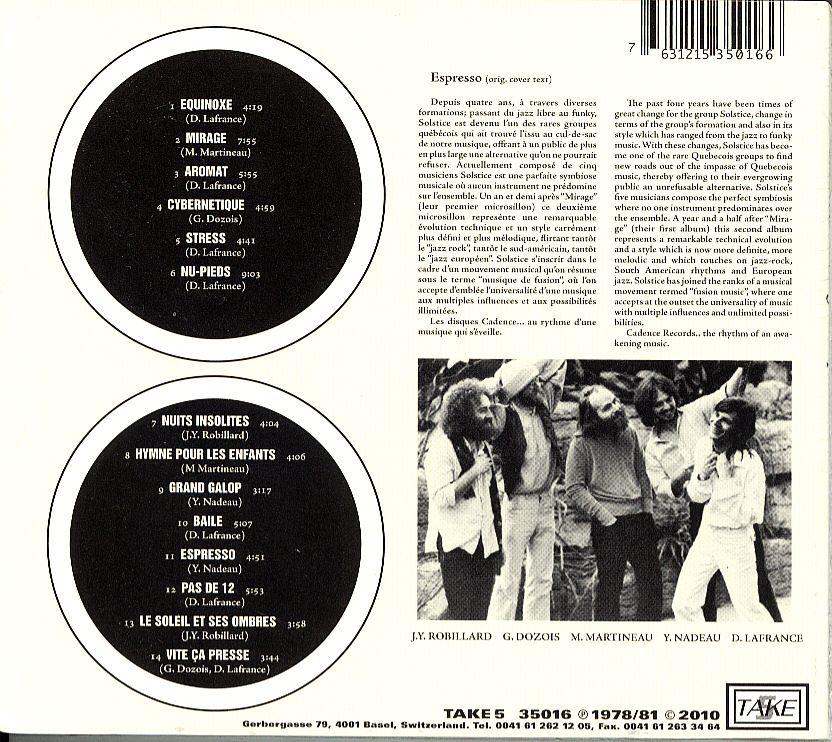 1 EQUINOXE 4:19
(D. Lafrance)
2 MIRAGE 7:55
(M. Martineau)
3 AROMAT 5:55
(D. Lafrance)
4 CYBERNETIQUE 4:59
(G. Dozois)
5 STRESS 4:41
(D. Lafrance)
6 NU-PIEDS 9:03
(D. Lafrance)
7 NUITS INSOLITES 4:04
(J.Y. Robillard)
8 HYMNE POUR LES ENFANTS 4:06
(M Martineau)
9 GRAND GALOP 3:17
(Y. Nadeau)
10 BAILE 5:07
(D. Lafrance)
11 ESPRESSO 4:51
(Y. Nadeau)
12 PAS DE 12 5:53
(D. Lafrance)
13 LE SOLEIL ET SES OMBRES 3:58
(J.Y. Robillard)
14 VITE ÇA PRESSE 3:44
(G. Dozois, D. Lafrance)
7 631215 350166
Espresso (orig. cover text)
Depuis quatre ans, à travers diverses
formations; passant du jazz libre au funky,
Solstice est devenu l'un des rares groupes
québécois qui ait trouvé l'issu au cul-de-sac
de notre musique, offrant à un public de plus
en plus large une alternative qu'on ne pourrait
refuser. Actuellement composé de cinq
musiciens Solstice est une parfaite symbiose
musicale où aucun instrument ne prédomine
sur l'ensemble. Un an et demi après "Mirage"
(leur premier microsillon) ce deuxième
microsillon représente une remarquable
évolution technique et un style carrément
plus défini et plus mélodique, flirtant tantôt
le "jazz rock", tantôt le sud-américain, tantôt
le "jazz européen". Solstice s'inscrit dans le
cadre d'un mouvement musical qu'on résume
sous le terme "musique de fusion", où l'on
accepte d'emblée l'universalité d'une musique
aux multiples influences et aux possibilités
illimitées.
Les disques Cadence... au rythme d'une
musique qui s'éveille.
The past four years have been times of
great change for the group Solstice, change in
terms of the group's formation and also in its
style which has ranged from the jazz to funky
music. With these changes, Solstice has beco-
me one of the rare Quebecois groups to find
new roads out of the impasse of Quebecois
music, thereby offering to their evergrowing
public an unrefusable alternative. Solstice's
five musicians compose the perfect symbiosis
where no one instrument predominates over
the ensemble. A year and a half after "Mira-
ge" (their first album) this second album
represents a remarkable technical evolution
and a style which is now more definite, more
melodic and which touches on jazz-rock,
South American rhythms and European
jazz. Solstice has joined the ranks of a musical
movement termed "fusion music", where one
accepts at the outset the universality of music
with multiple influences and unlimited possi-
bilities.
Cadence Records.. the rhythm of an awa-
kening music.
J.Y. ROBILLARD G. DOZOIS M. MARTINEAU Y. NADEAU D. LAFRANCE
TAKE 5 35016 ℗ 1978/81 © 2010
Gerbergasse 79, 4001 Basel, Switzerland. Tel. 0041 61 262 12 05, Fax. 0041 61 263 34 64
TAKE 5